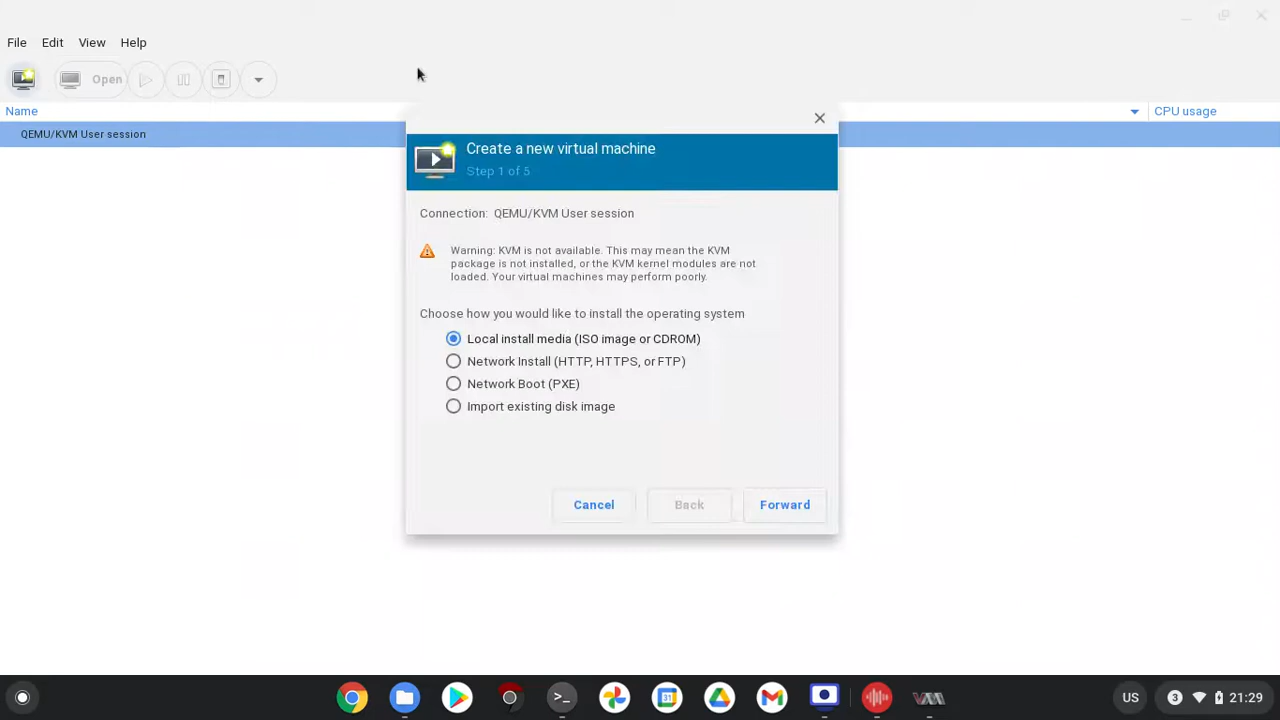 File Edit View Help
Open
Name CPU usage
QEMU/KVM User session
Create a new virtual machine
Step 1 of 5
Connection: QEMU/KVM User session
Warning: KVM is not available. This may mean the KVM
package is not installed, or the KVM kernel modules are not
loaded. Your virtual machines may perform poorly.
Choose how you would like to install the operating system
Local install media (ISO image or CDROM)
Network Install (HTTP, HTTPS, or FTP)
Network Boot (PXE)
Import existing disk image
Cancel Back Forward
31 US 3 21:29